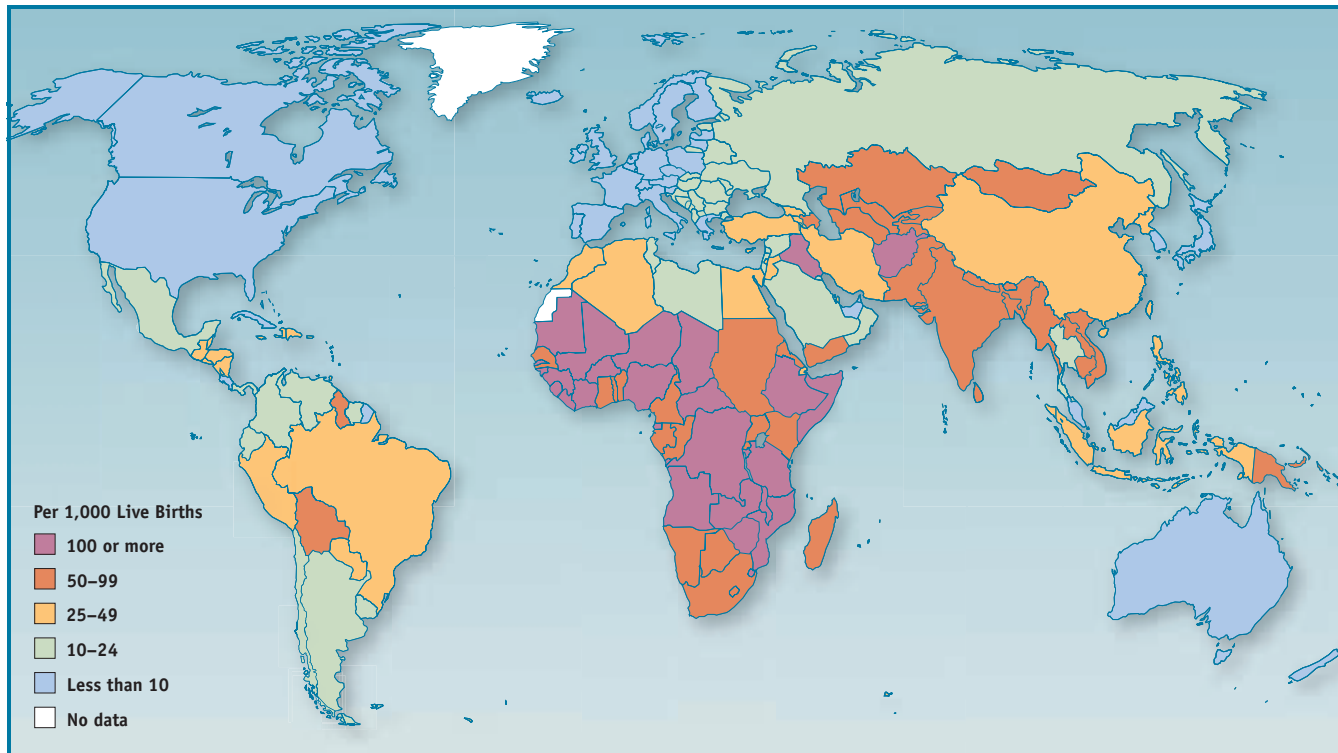 Per 1,000 Live Births
100 or more
50–99
25–49
10–24
Less than 10
No data